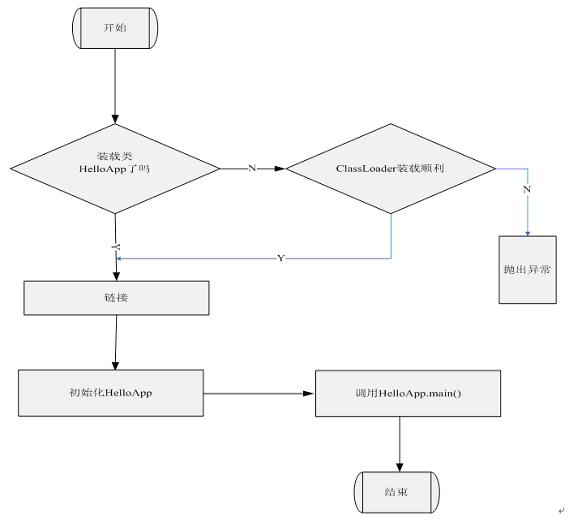 开始
装载类
HelloApp了吗
N
ClassLoader装载顺利
N
Y
Y
抛出异常
链接
初始化HelloApp
调用HelloApp.main()
结束